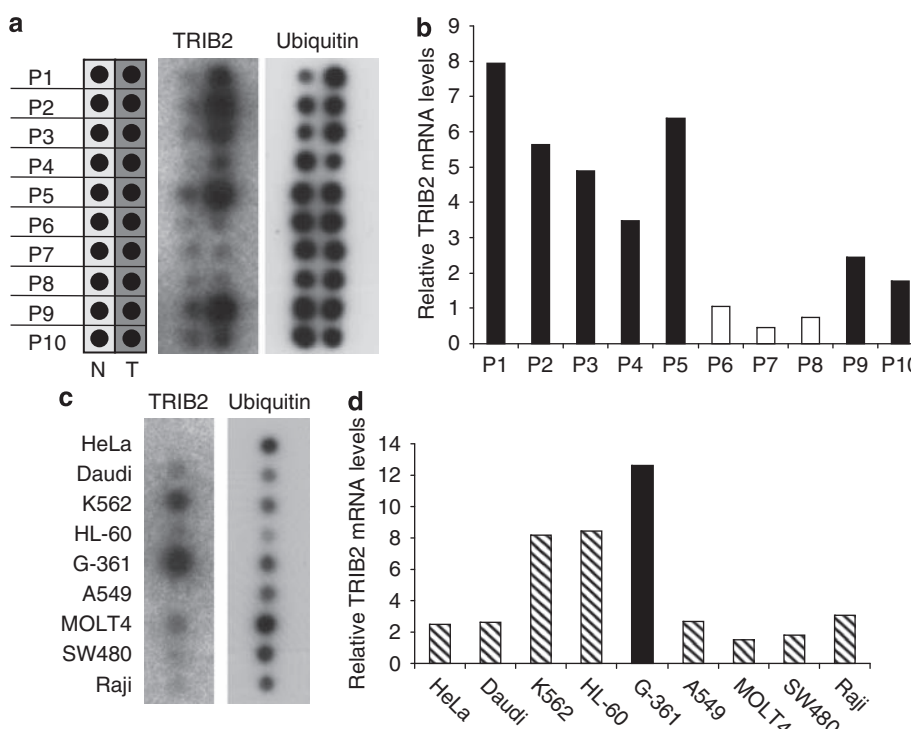 a
TRIB2 Ubiquitin
P1
P2
P3
P4
P5
P6
P7
P8
P9
P10
N T
b
Relative TRIB2 mRNA levels
9
8
7
6
5
4
3
2
1
0
P1 P2 P3 P4 P5 P6 P7 P8 P9 P10
c
TRIB2 Ubiquitin
HeLa
Daudi
K562
HL-60
G-361
A549
MOLT4
SW480
Raji
d
Relative TRIB2 mRNA levels
14
12
10
8
6
4
2
0
HeLa Daudi K562 HL-60 G-361 A549 MOLT4 SW480 Raji